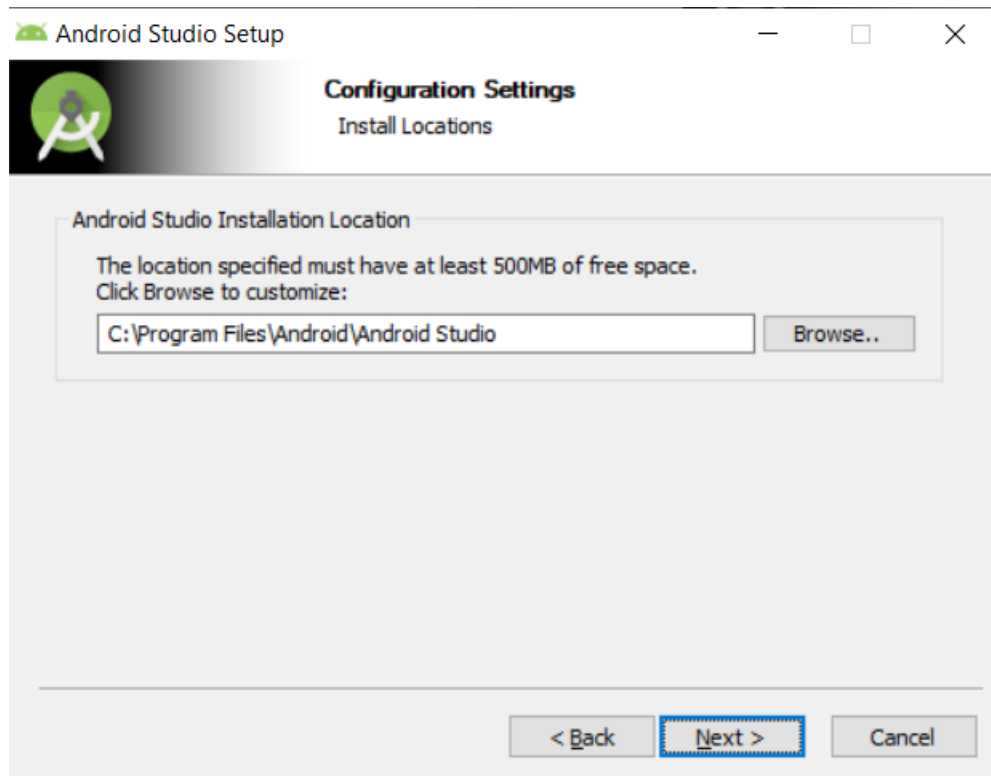 Android Studio Setup
Configuration Settings
Install Locations
Android Studio Installation Location
The location specified must have at least 500MB of free space.
Click Browse to customize:
C:\Program Files\Android\Android Studio
Browse..
< Back
Next >
Cancel